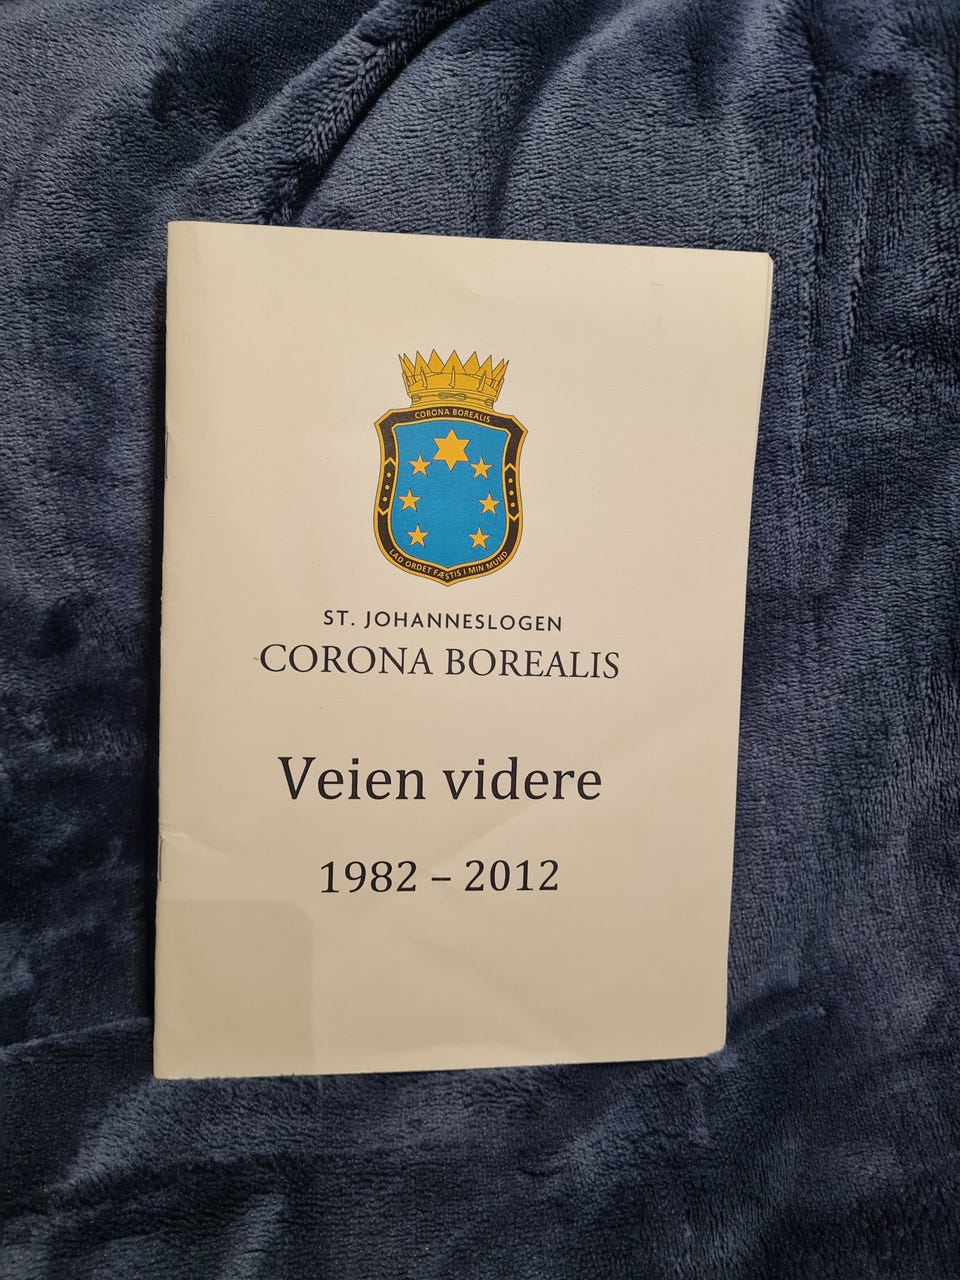 CORONA BOREALIS
LAD ORDET FÆSTIS I MIN MUND
ST. JOHANNESLOGEN
CORONA BOREALIS
Veien videre
1982 – 2012